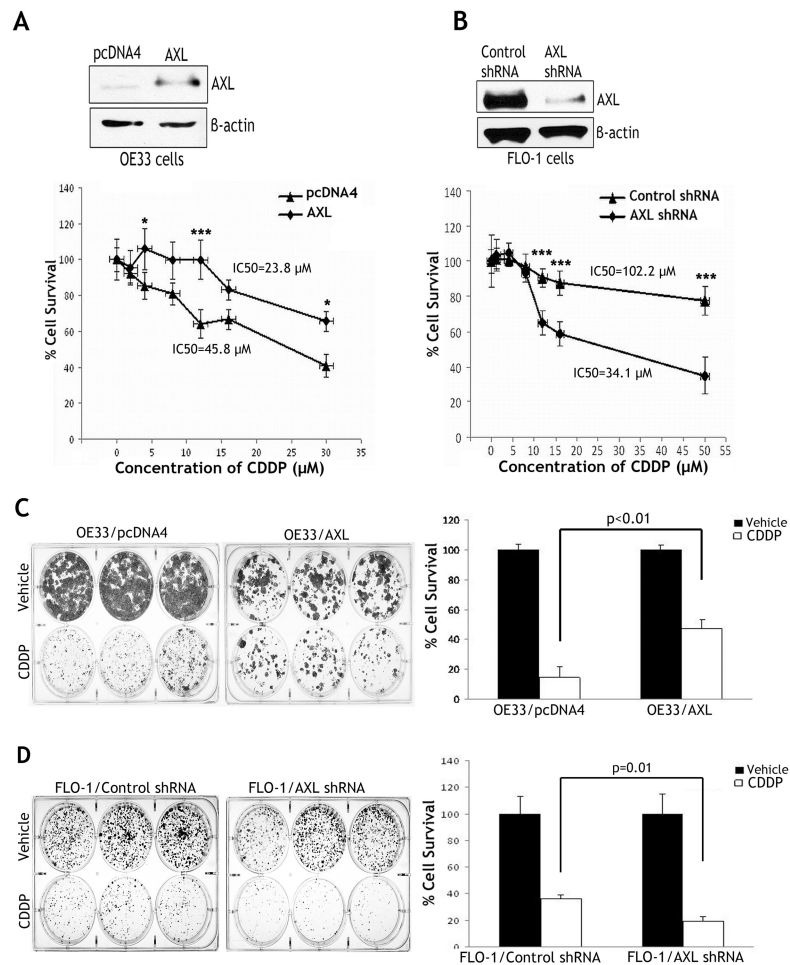 A
pcDNA4 AXL
AXL
ß-actin
OE33 cells
% Cell Survival
140
120
100
80
60
40
20
0
pcDNA4
AXL
* *** *
IC50=23.8 µM
IC50=45.8 µM
0 5 10 15 20 25 30 35
Concentration of CDDP (µM)
B
Control shRNA
AXL shRNA
AXL
ß-actin
FLO-1 cells
% Cell Survival
140
120
100
80
60
40
20
0
Control shRNA
AXL shRNA
*** *** ***
IC50=102.2 µM
IC50=34.1 µM
0 5 10 15 20 25 30 35 40 45 50 55
Concentration of CDDP (µM)
C
OE33/pcDNA4 OE33/AXL
Vehicle
CDDP
% Cell Survival
120
100
80
60
40
20
0
p<0.01
Vehicle
CDDP
OE33/pcDNA4 OE33/AXL
D
FLO-1/Control shRNA FLO-1/AXL shRNA
Vehicle
CDDP
% Cell Survival
140
120
100
80
60
40
20
0
p=0.01
Vehicle
CDDP
FLO-1/Control shRNA FLO-1/AXL shRNA